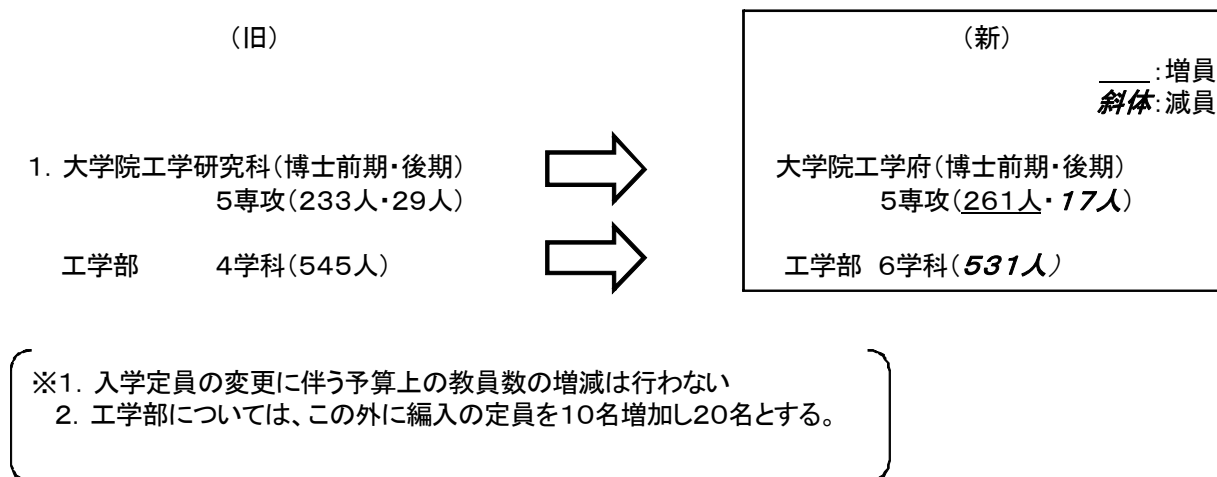 (旧)
(新)
:増員
斜体:減員
1. 大学院工学研究科(博士前期・後期)
5専攻(233人・29人)
大学院工学府(博士前期・後期)
5専攻(261人・17人)
工学部 4学科(545人)
工学部 6学科(531人)
※1. 入学定員の変更に伴う予算上の教員数の増減は行わない
2. 工学部については、この外に編入の定員を10名増加し20名とする。